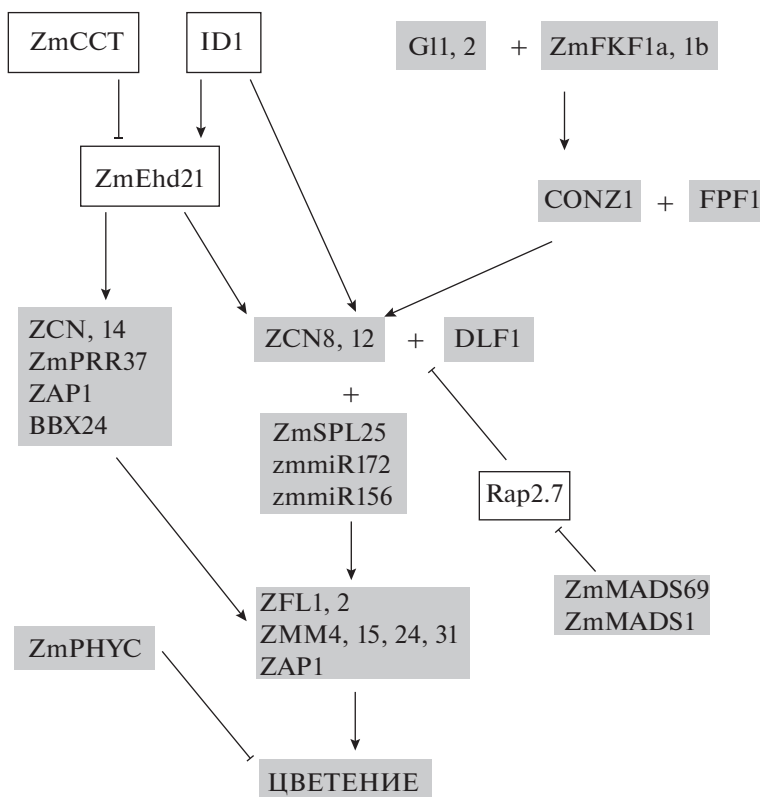 ZmCCT
ID1
GI1, 2 + ZmFKF1a, 1b
ZmEhd21
CONZ1 + FPF1
ZCN, 14
ZmPRR37
ZAP1
BBX24
ZCN8, 12 + DLF1
+
ZmSPL25
zmmiR172
zmmiR156
Rap2.7
ZmMADS69
ZmMADS1
ZFL1, 2
ZMM4, 15, 24, 31
ZAP1
ZmPHYC
ЦВЕТЕНИЕ